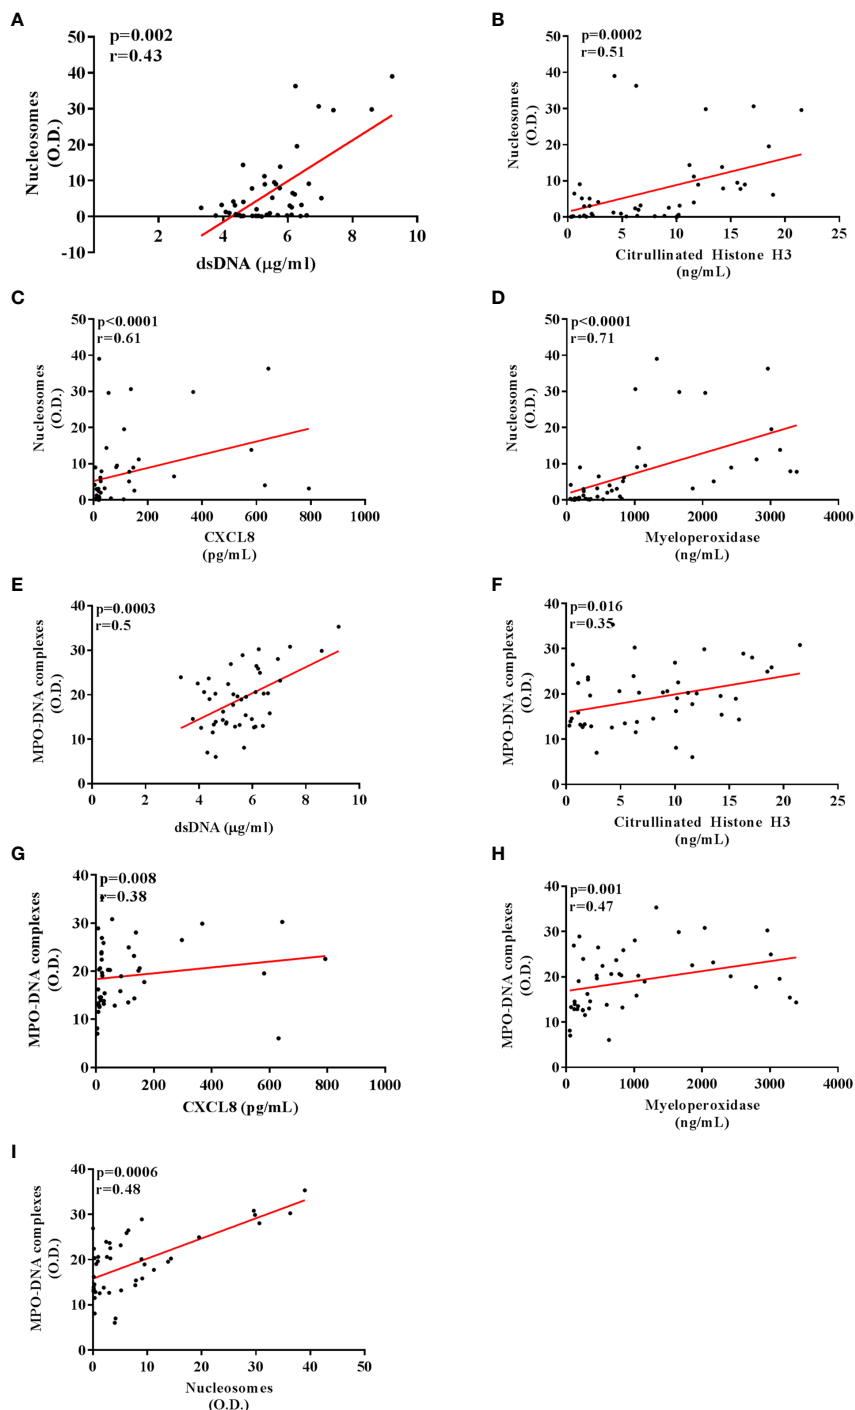 A
p=0.002
r=0.43
50
40
30
20
10
0
-10
2
4
6
8
10
Nucleosomes
(O.D.)
dsDNA (µg/ml)
B
p=0.0002
r=0.51
50
40
30
20
10
0
0
5
10
15
20
25
Nucleosomes
(O.D.)
Citrullinated Histone H3
(ng/mL)
C
p<0.0001
r=0.61
50
40
30
20
10
0
0
200
400
600
800
1000
Nucleosomes
(O.D.)
CXCL8
(pg/mL)
D
p<0.0001
r=0.71
50
40
30
20
10
0
0
1000
2000
3000
4000
Nucleosomes
(O.D.)
Myeloperoxidase
(ng/mL)
E
p=0.0003
r=0.5
40
30
20
10
0
0
2
4
6
8
10
MPO-DNA complexes
(O.D.)
dsDNA (µg/ml)
F
p=0.016
r=0.35
40
30
20
10
0
0
5
10
15
20
25
MPO-DNA complexes
(O.D.)
Citrullinated Histone H3
(ng/mL)
G
p=0.008
r=0.38
40
30
20
10
0
0
200
400
600
800
1000
MPO-DNA complexes
(O.D.)
CXCL8 (pg/mL)
H
p=0.001
r=0.47
40
30
20
10
0
0
1000
2000
3000
4000
MPO-DNA complexes
(O.D.)
Myeloperoxidase
(ng/mL)
I
p=0.0006
r=0.48
40
30
20
10
0
0
10
20
30
40
50
MPO-DNA complexes
(O.D.)
Nucleosomes
(O.D.)